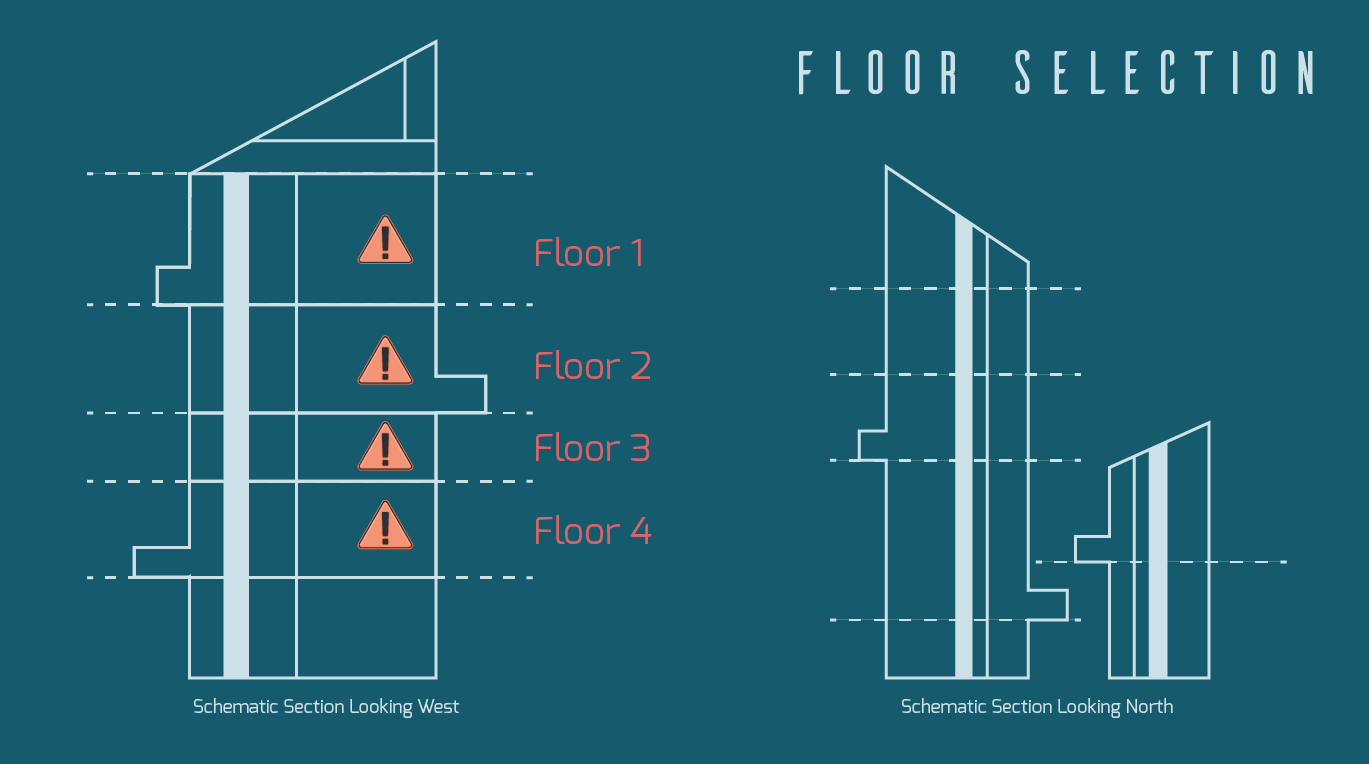 FLOOR SELECTION
Floor 1
Floor 2
Floor 3
Floor 4
Schematic Section Looking West
Schematic Section Looking North